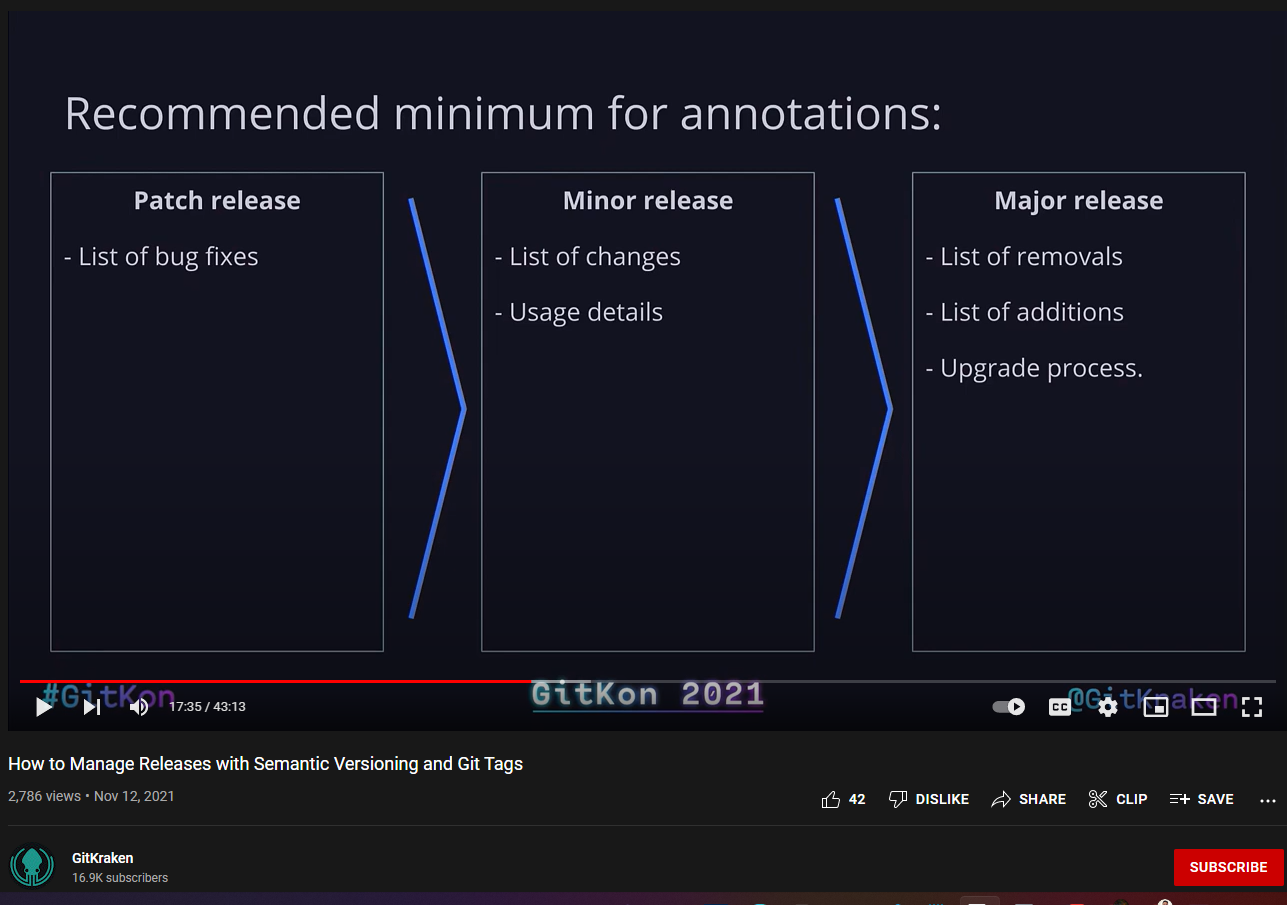 Recommended minimum for annotations:
Patch release
- List of bug fixes
Minor release
- List of changes
- Usage details
Major release
- List of removals
- List of additions
- Upgrade process.
#GitKon
GitKon 2021
@GitKraken
17:35 / 43:13
CC
How to Manage Releases with Semantic Versioning and Git Tags
2,786 views • Nov 12, 2021
42 DISLIKE SHARE CLIP SAVE
GitKraken
16.9K subscribers
SUBSCRIBE